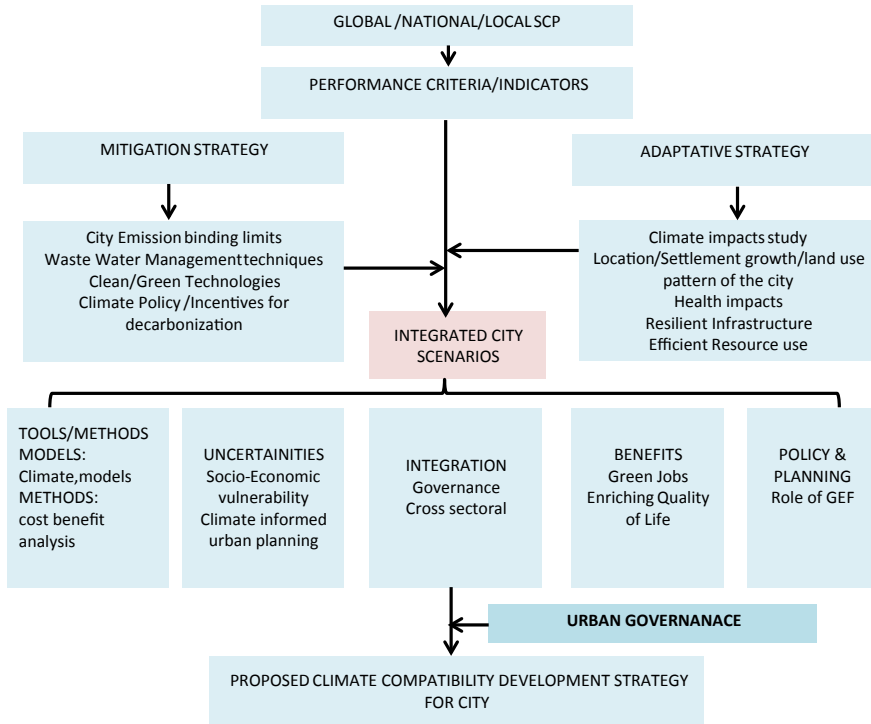 GLOBAL /NATIONAL/LOCAL SCP
PERFORMANCE CRITERIA/INDICATORS
MITIGATION STRATEGY
ADAPTATIVE STRATEGY
City Emission binding limits
Waste Water Management techniques
Clean/Green Technologies
Climate Policy /Incentives for
decarbonization
Climate impacts study
Location/Settlement growth/land use
pattern of the city
Health impacts
Resilient Infrastructure
Efficient Resource use
INTEGRATED CITY
SCENARIOS
TOOLS/METHODS
MODELS:
Climate,models
METHODS:
cost benefit
analysis
UNCERTAINITIES
Socio-Economic
vulnerability
Climate informed
urban planning
INTEGRATION
Governance
Cross sectoral
BENEFITS
Green Jobs
Enriching Quality
of Life
POLICY &
PLANNING
Role of GEF
URBAN GOVERNANACE
PROPOSED CLIMATE COMPATIBILITY DEVELOPMENT STRATEGY
FOR CITY